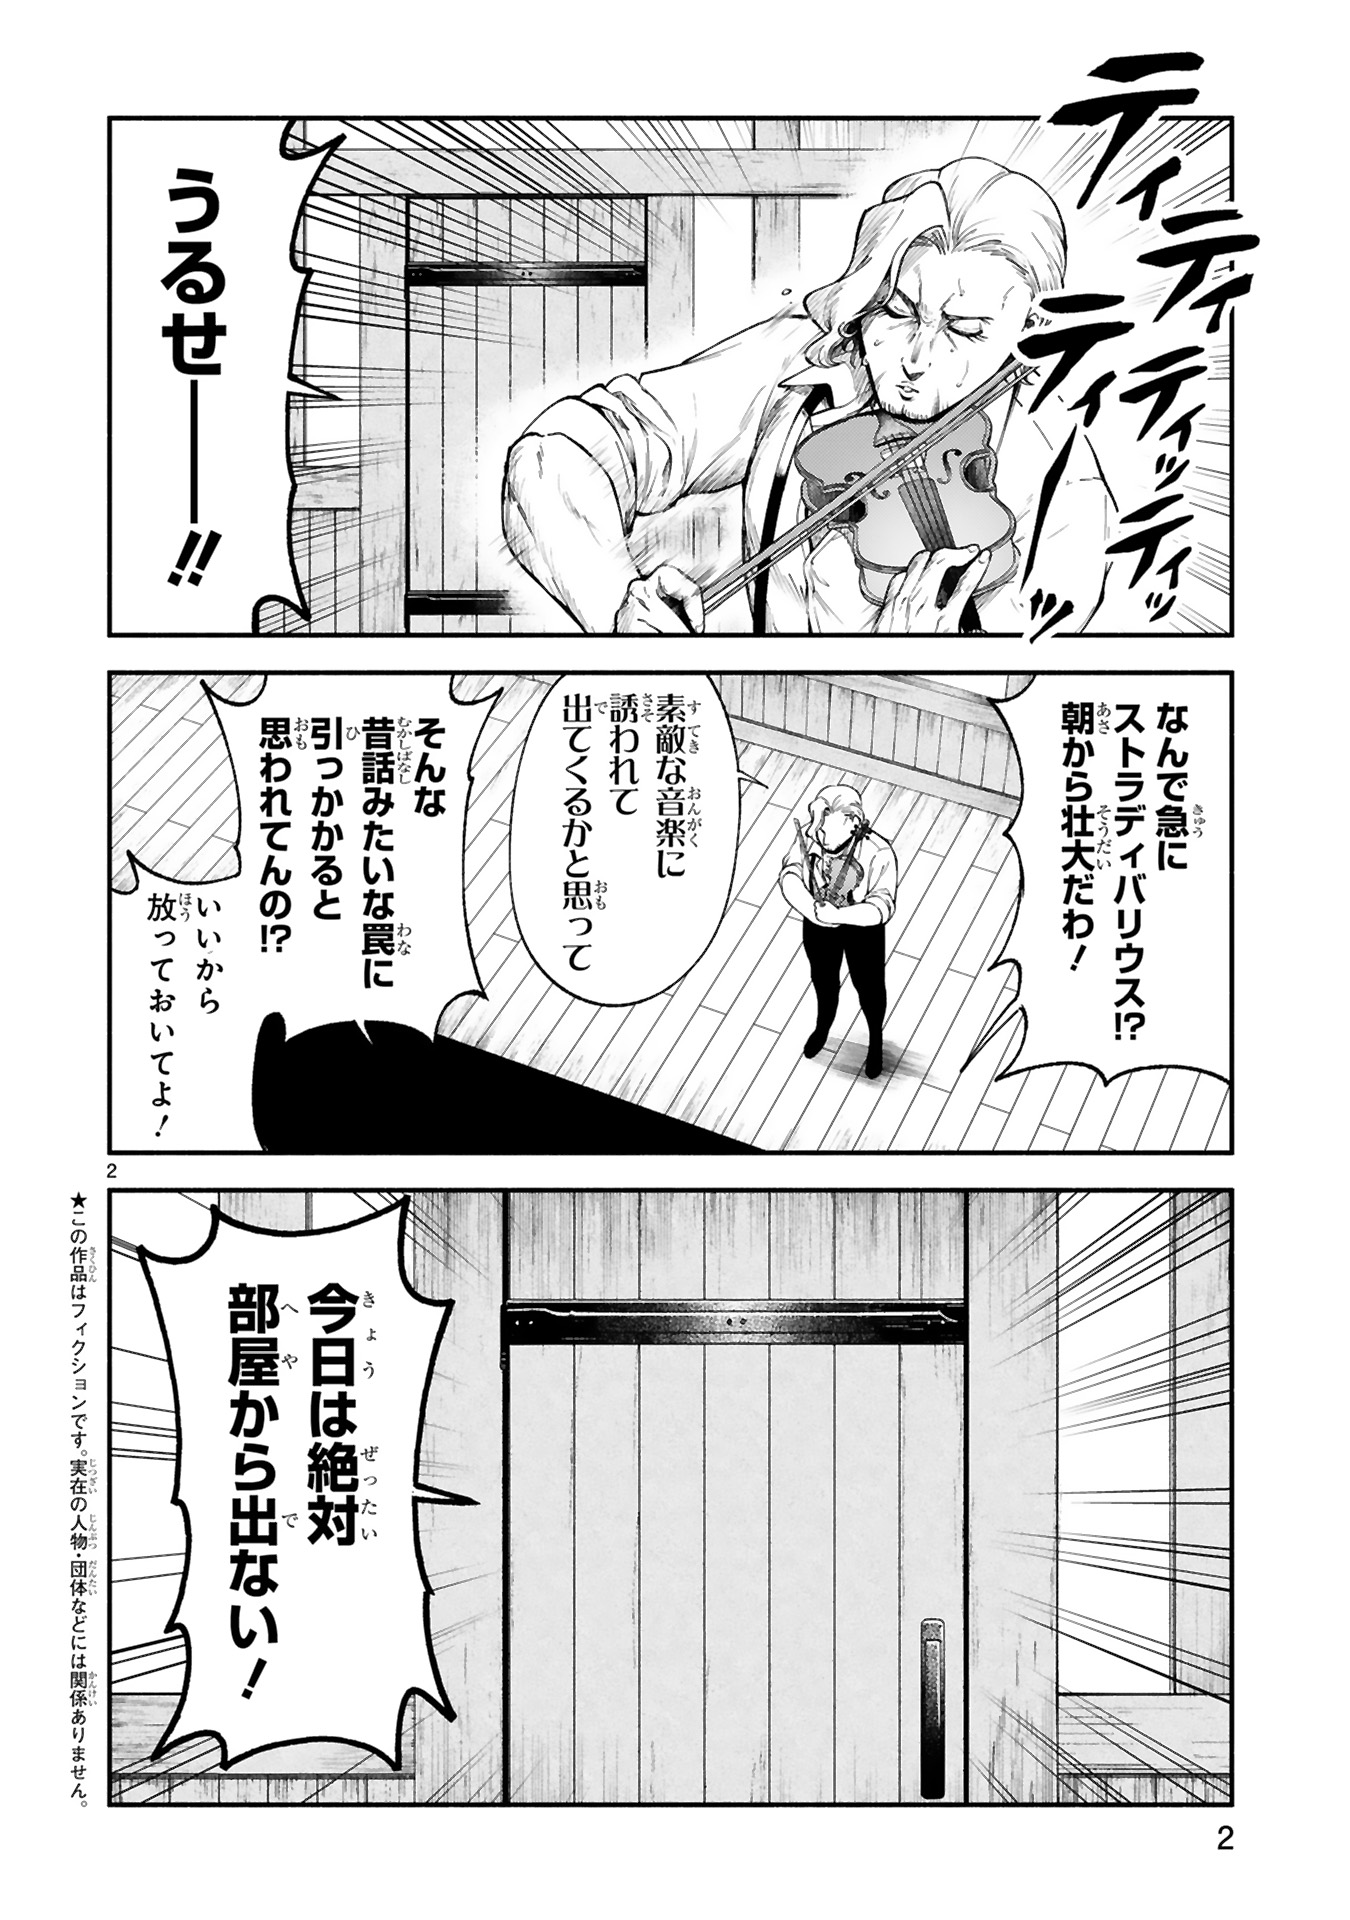 ティティティティティッッ
うるせ――!!
なんで急に
ストラディバリウス!?
朝から壮大だわ!
素敵な音楽に
誘われて
出てくるかと思って
そんな
昔話みたいな罠に
引っかかると
思われてんの!?
いいから
放っておいてよ!
2
今日は絶対
部屋から出ない!
★この作品はフィクションです。実在の人物・団体などには関係ありません。
2